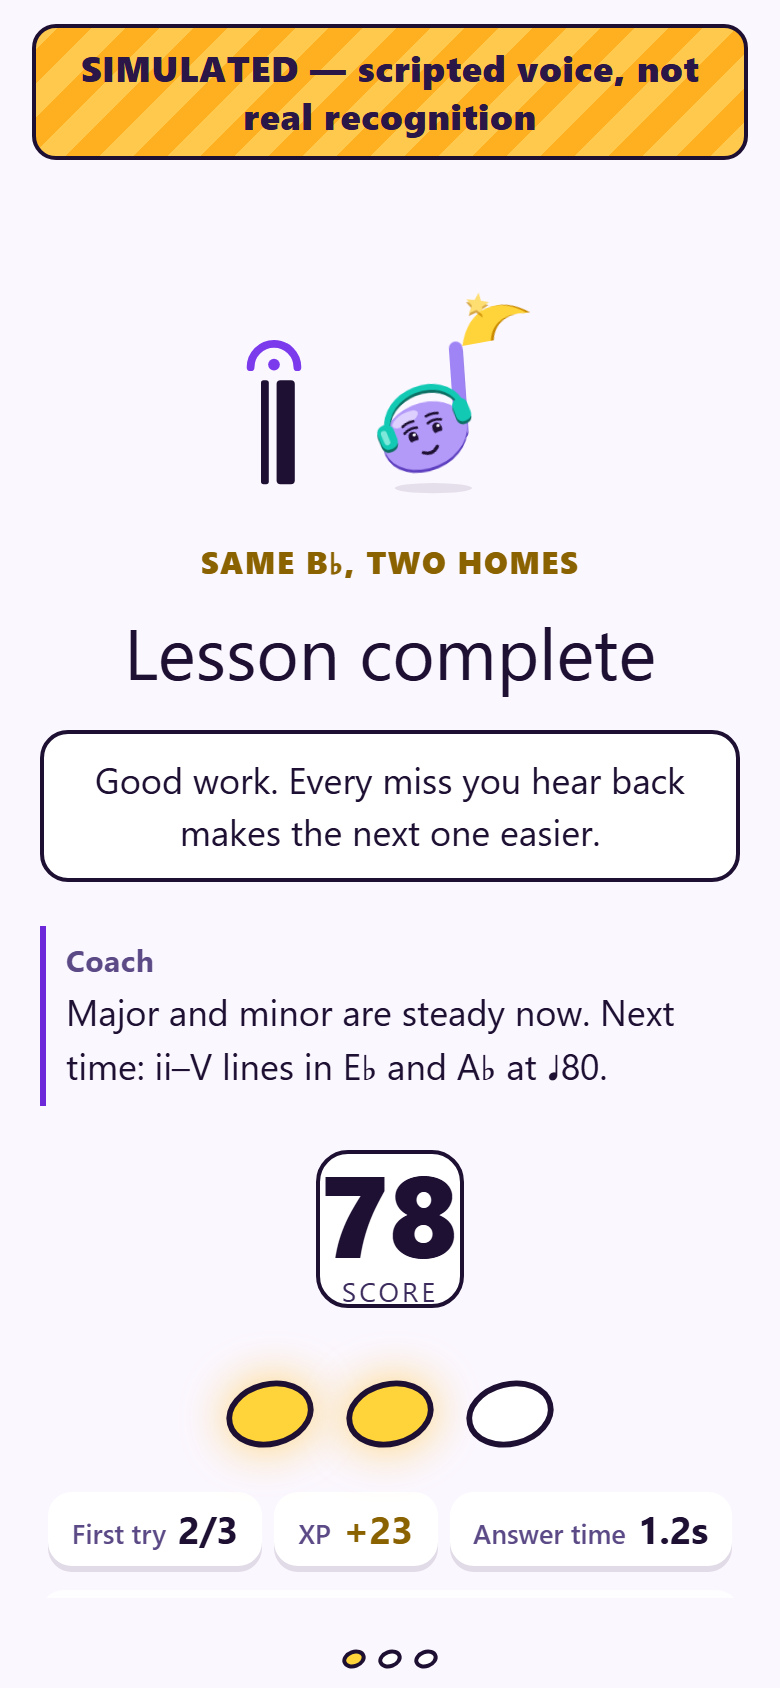 SIMULATED — scripted voice, not
real recognition
SAME B♭, TWO HOMES
Lesson complete
Good work. Every miss you hear back
makes the next one easier.
Coach
Major and minor are steady now. Next
time: ii–V lines in E♭ and A♭ at ♩80.
78
SCORE
First try 2/3
XP +23
Answer time 1.2s